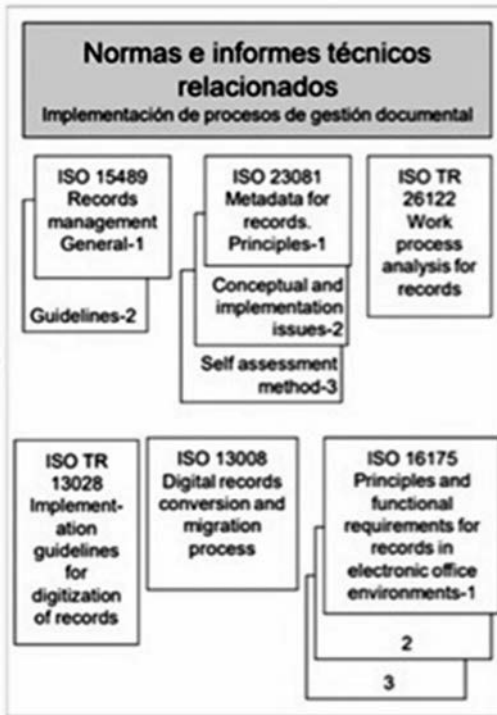 Normas e informes técnicos
relacionados
Implementación de procesos de gestión documental
ISO 15489
Records
management
General-1
Guidelines-2
ISO 23081
Metadata for
records.
Principles-1
Conceptual and
implementation
issues-2
Self assessment
method-3
ISO TR
26122
Work
process
analysis for
records
ISO TR
13028
Implement-
ation
guidelines
for
digitization
of records
ISO 13008
Digital records
conversion and
migration
process
ISO 16175
Principles and
functional
requirements for
records in
electronic office
environments-1
2
3